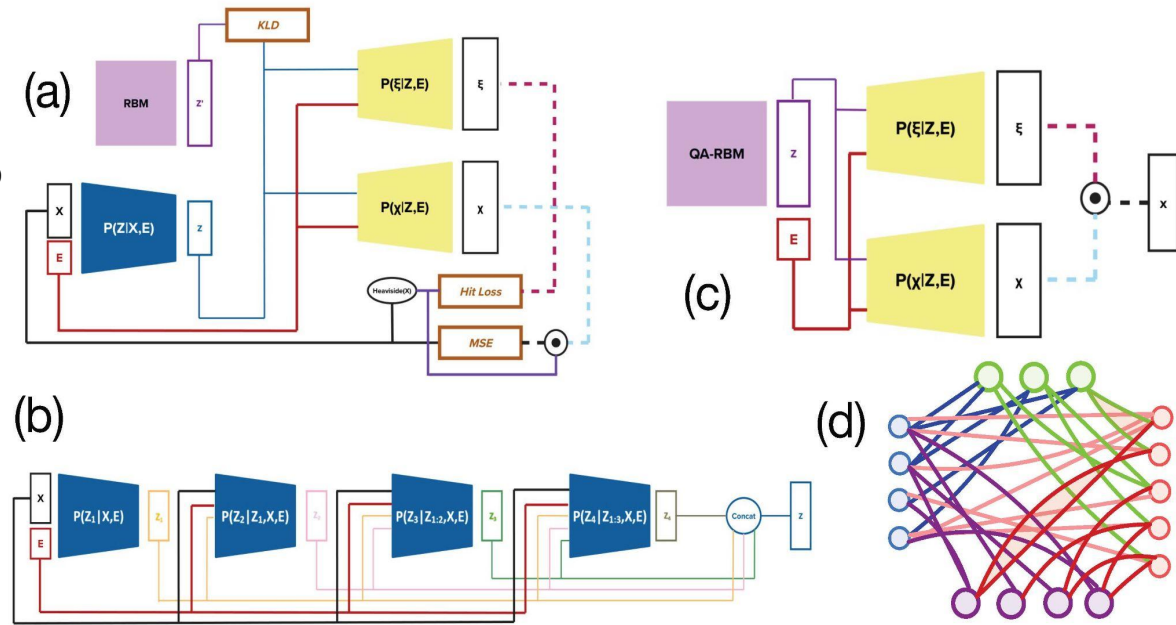 (a)
KLD
RBM
Z'
P(ξ|Z,E)
ξ
X
E
P(Z|X,E)
Z
P(χ|Z,E)
χ
Heaviside(X)
Hit Loss
MSE
(c)
QA-RBM
Z
E
P(ξ|Z,E)
ξ
P(χ|Z,E)
χ
X
(b)
X
E
P(Z₁|X,E)
Z₁
P(Z₂|Z₁,X,E)
P(Z₃|Z₁:₂,X,E)
Z₃
P(Z₄|Z₁:₃,X,E)
Z₄
Concat
Z
(d)